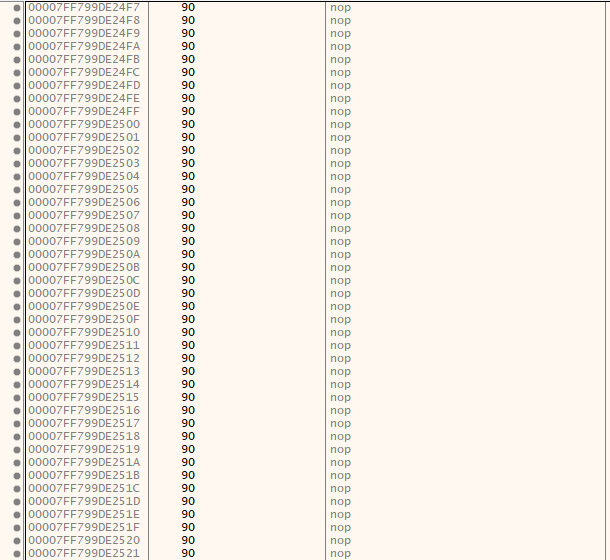 00007FF799DE24F7 90 nop
00007FF799DE24F8 90 nop
00007FF799DE24F9 90 nop
00007FF799DE24FA 90 nop
00007FF799DE24FB 90 nop
00007FF799DE24FC 90 nop
00007FF799DE24FD 90 nop
00007FF799DE24FE 90 nop
00007FF799DE24FF 90 nop
00007FF799DE2500 90 nop
00007FF799DE2501 90 nop
00007FF799DE2502 90 nop
00007FF799DE2503 90 nop
00007FF799DE2504 90 nop
00007FF799DE2505 90 nop
00007FF799DE2506 90 nop
00007FF799DE2507 90 nop
00007FF799DE2508 90 nop
00007FF799DE2509 90 nop
00007FF799DE250A 90 nop
00007FF799DE250B 90 nop
00007FF799DE250C 90 nop
00007FF799DE250D 90 nop
00007FF799DE250E 90 nop
00007FF799DE250F 90 nop
00007FF799DE2510 90 nop
00007FF799DE2511 90 nop
00007FF799DE2512 90 nop
00007FF799DE2513 90 nop
00007FF799DE2514 90 nop
00007FF799DE2515 90 nop
00007FF799DE2516 90 nop
00007FF799DE2517 90 nop
00007FF799DE2518 90 nop
00007FF799DE2519 90 nop
00007FF799DE251A 90 nop
00007FF799DE251B 90 nop
00007FF799DE251C 90 nop
00007FF799DE251D 90 nop
00007FF799DE251E 90 nop
00007FF799DE251F 90 nop
00007FF799DE2520 90 nop
00007FF799DE2521 90 nop